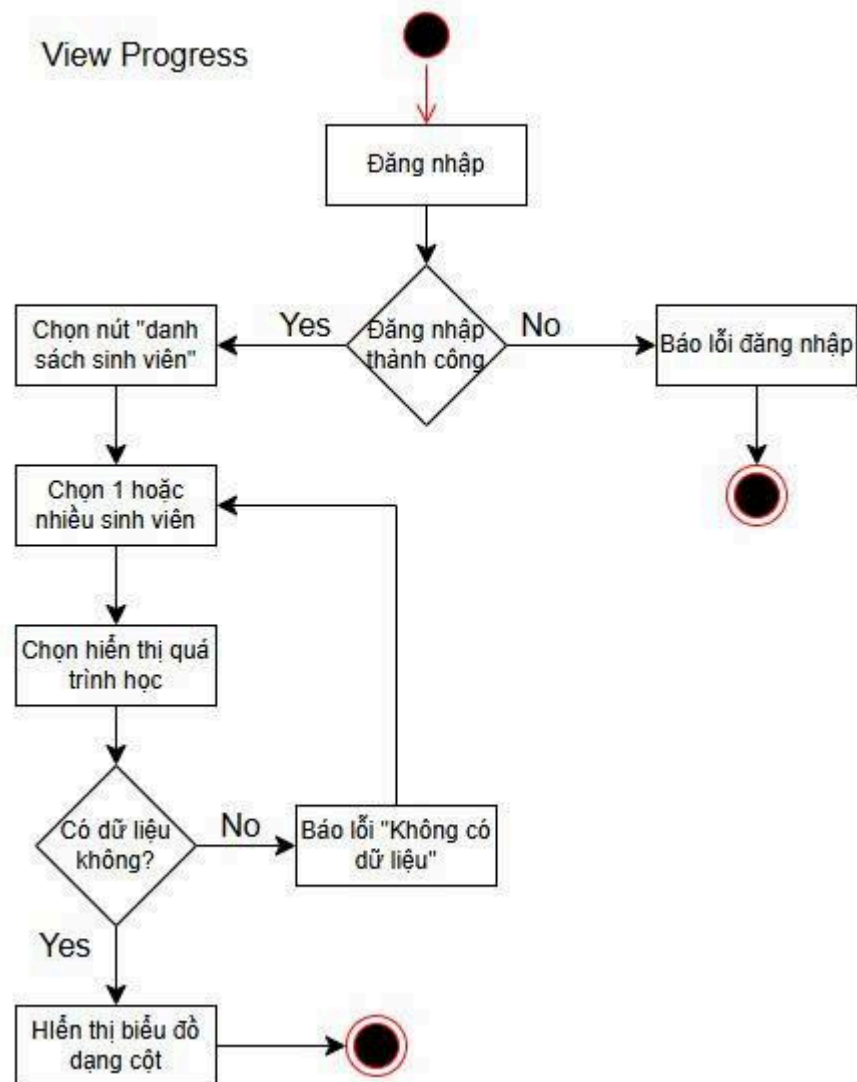 View Progress
Đăng nhập
Đăng nhập
thành công
Yes
No
Chọn nút "danh
sách sinh viên"
Báo lỗi đăng nhập
Chọn 1 hoặc
nhiều sinh viên
Chọn hiển thị quá
trình học
Có dữ liệu
không?
No
Báo lỗi "Không có
dữ liệu"
Yes
HIển thị biểu đồ
dạng cột